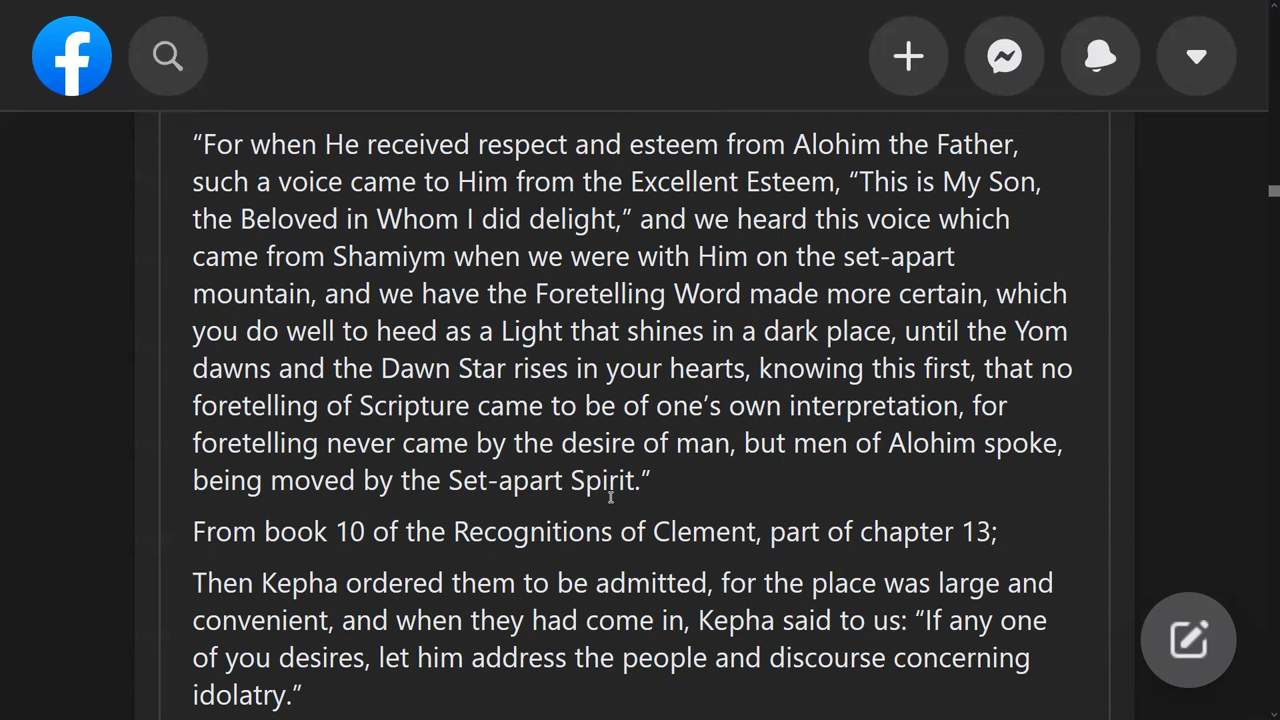 “For when He received respect and esteem from Alohim the Father,
such a voice came to Him from the Excellent Esteem, “This is My Son,
the Beloved in Whom I did delight,” and we heard this voice which
came from Shamiym when we were with Him on the set-apart
mountain, and we have the Foretelling Word made more certain, which
you do well to heed as a Light that shines in a dark place, until the Yom
dawns and the Dawn Star rises in your hearts, knowing this first, that no
foretelling of Scripture came to be of one’s own interpretation, for
foretelling never came by the desire of man, but men of Alohim spoke,
being moved by the Set-apart Spirit.”
From book 10 of the Recognitions of Clement, part of chapter 13;
Then Kepha ordered them to be admitted, for the place was large and
convenient, and when they had come in, Kepha said to us: “If any one
of you desires, let him address the people and discourse concerning
idolatry.”